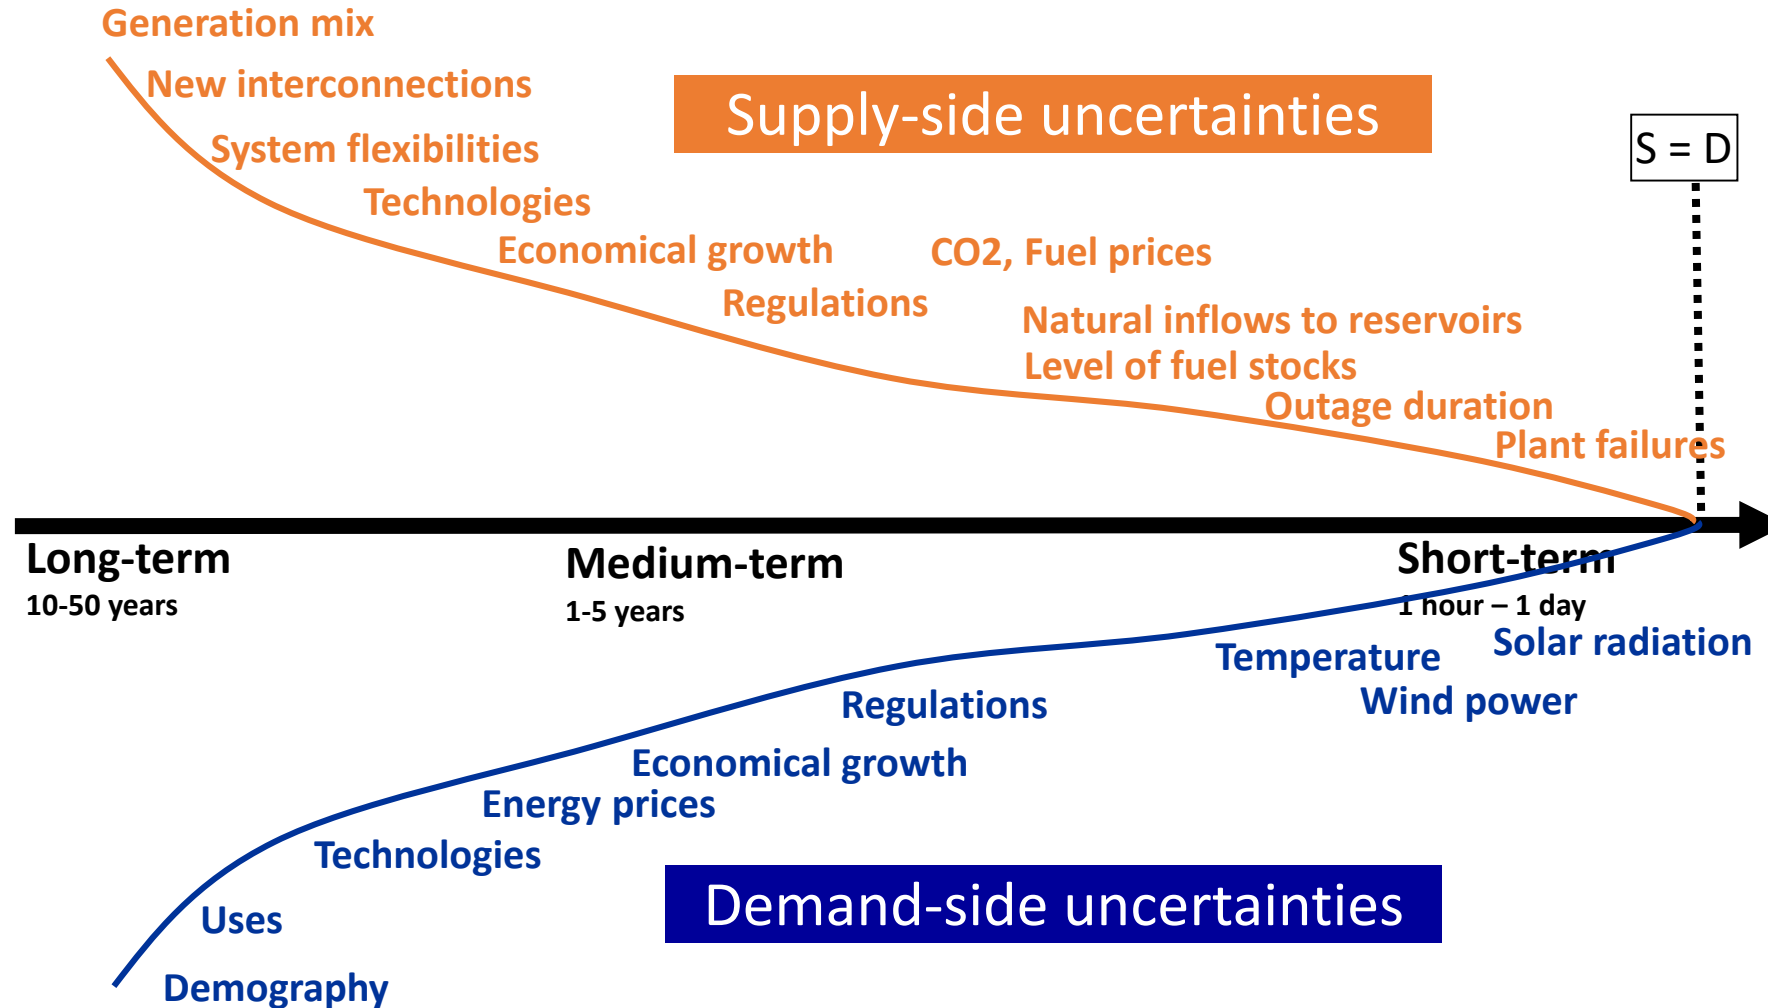 Generation mix
New interconnections
Supply-side uncertainties
System flexibilities
S = D
Technologies
Economical growth
CO2, Fuel prices
Regulations
Natural inflows to reservoirs
Level of fuel stocks
Outage duration
Plant failures
Long-term
10-50 years
Medium-term
1-5 years
Short-term
1 hour – 1 day
Solar radiation
Temperature
Wind power
Regulations
Economical growth
Energy prices
Technologies
Demand-side uncertainties
Uses
Demography